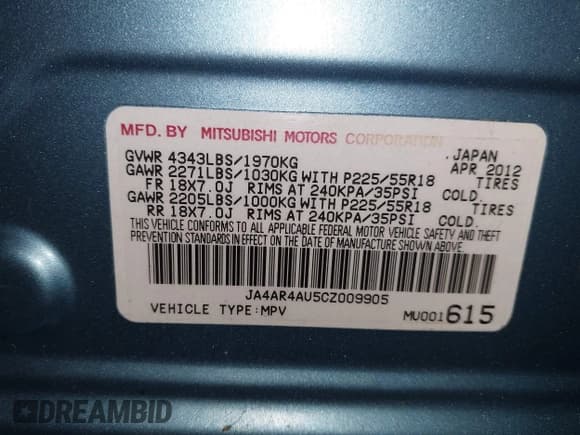 MFD. BY MITSUBISHI MOTORS CORPORATION
JAPAN
GVWR 4343LBS/1970KG APR 2012
GAWR 2271LBS/1030KG WITH P225/55R18 TIRES
FR 18X7.0J RIMS AT 240KPA/35PSI COLD.
GAWR 2205LBS/1000KG WITH P225/55R18 TIRES
RR 18X7.0J RIMS AT 240KPA/35PSI COLD.
THIS VEHICLE CONFORMS TO ALL APPLICABLE FEDERAL MOTOR VEHICLE SAFETY AND THEFT
PREVENTION STANDARDS IN EFFECT ON THE DATE OF MANUFACTURE SHOWN ABOVE.
JA4AR4AU5CZ009905
VEHICLE TYPE:MPV MU001615
DREAMBID